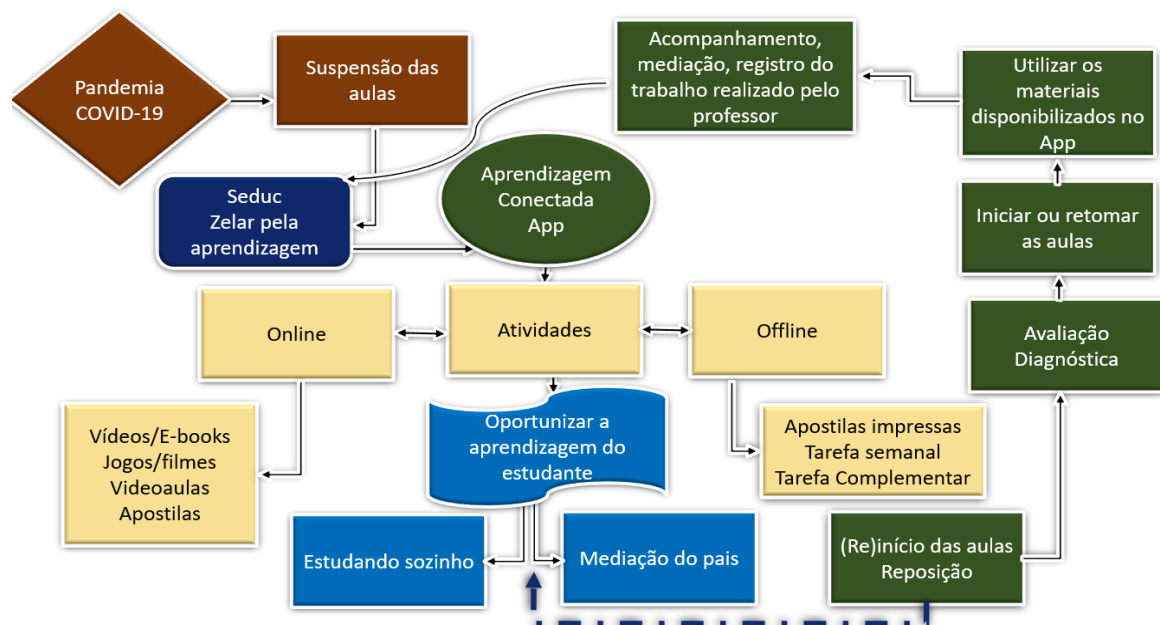 Pandemia
COVID-19
Suspensão das
aulas
Acompanhamento,
mediação, registro do
trabalho realizado pelo
professor
Utilizar os
materiais
disponibilizados no
App
Seduc
Zelar pela
aprendizagem
Aprendizagem
Conectada
App
Iniciar ou retomar
as aulas
Online
Atividades
Offline
Avaliação
Diagnóstica
Vídeos/E-books
Jogos/filmes
Videoaulas
Apostilas
Oportunizar a
aprendizagem do
estudante
Apostilas impressas
Tarefa semanal
Tarefa Complementar
Estudando sozinho
Mediação do pais
(Re)início das aulas
Reposição